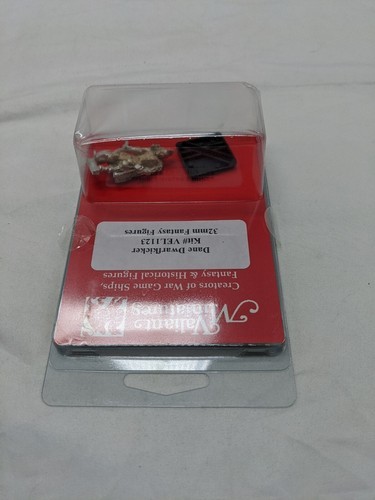 Valiant
Miniatures
Creators of War Game Ships,
Fantasy & Historical Figures
Dane Dwarfkicker
Kit# VEL1123
32mm Fantasy Figures